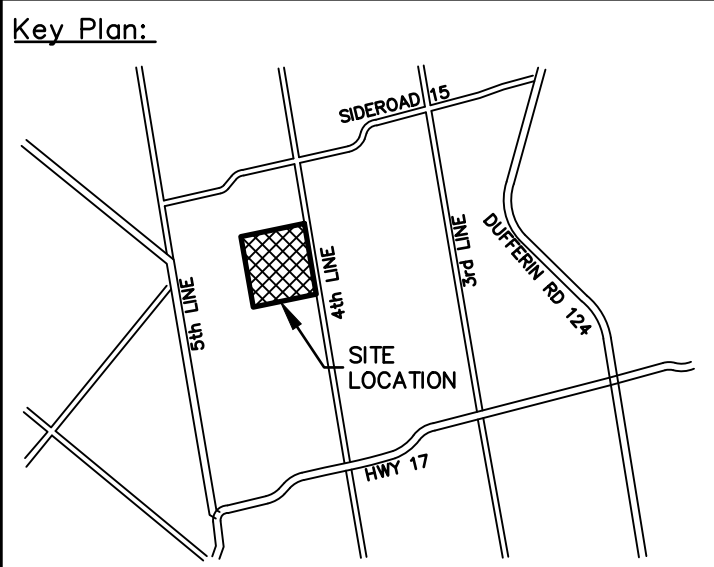 Key Plan:
SIDEROAD 15
DUFFERIN RD 124
3rd LINE
4th LINE
5th LINE
SITE
LOCATION
HWY 17